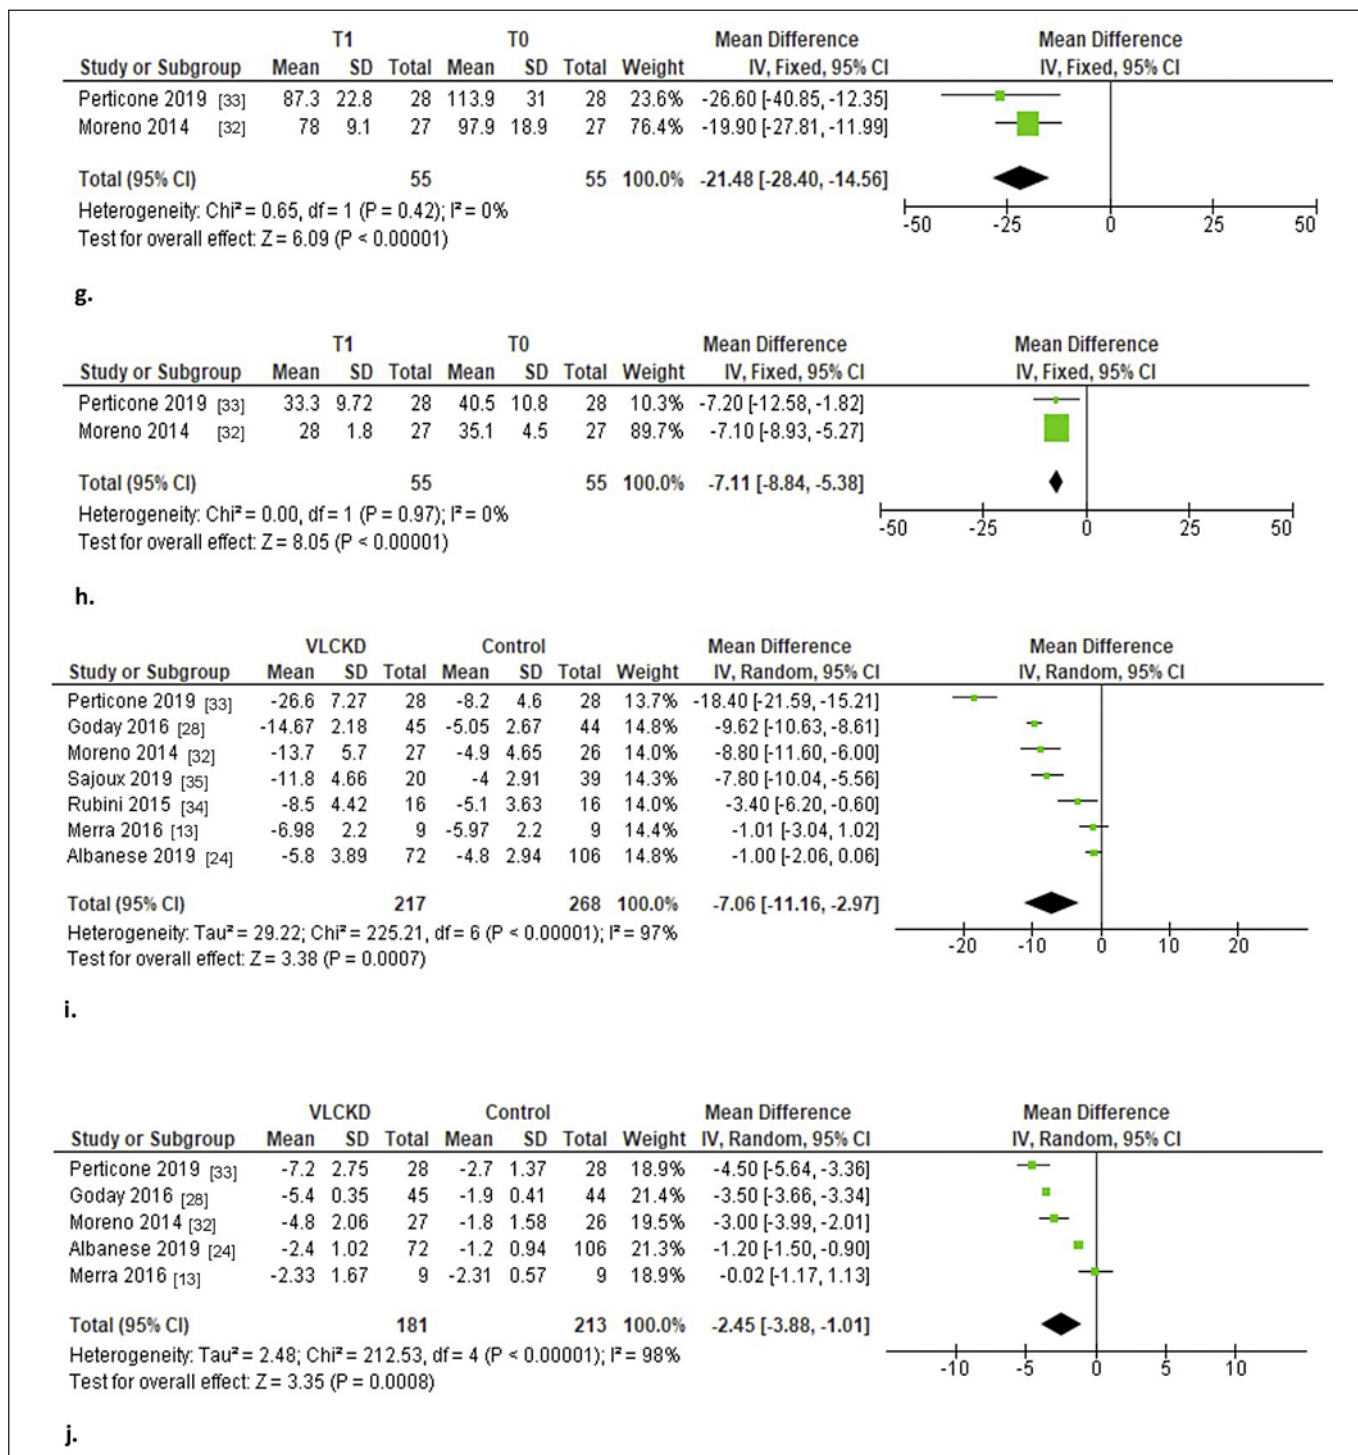 T1 T0 Mean Difference Mean Difference
Study or Subgroup Mean SD Total Mean SD Total Weight IV, Fixed, 95% CI IV, Fixed, 95% CI
Perticone 2019 [33] 87.3 22.8 28 113.9 31 28 23.6% -26.60 [-40.85, -12.35]
Moreno 2014 [32] 78 9.1 27 97.9 18.9 27 76.4% -19.90 [-27.81, -11.99]
Total (95% CI) 55 55 100.0% -21.48 [-28.40, -14.56]
Heterogeneity: Chi² = 0.65, df = 1 (P = 0.42); I² = 0%
Test for overall effect: Z = 6.09 (P < 0.00001)
-50 -25 0 25 50
g.
T1 T0 Mean Difference Mean Difference
Study or Subgroup Mean SD Total Mean SD Total Weight IV, Fixed, 95% CI IV, Fixed, 95% CI
Perticone 2019 [33] 33.3 9.72 28 40.5 10.8 28 10.3% -7.20 [-12.58, -1.82]
Moreno 2014 [32] 28 1.8 27 35.1 4.5 27 89.7% -7.10 [-8.93, -5.27]
Total (95% CI) 55 55 100.0% -7.11 [-8.84, -5.38]
Heterogeneity: Chi² = 0.00, df = 1 (P = 0.97); I² = 0%
Test for overall effect: Z = 8.05 (P < 0.00001)
-50 -25 0 25 50
h.
VLCKD Control Mean Difference Mean Difference
Study or Subgroup Mean SD Total Mean SD Total Weight IV, Random, 95% CI IV, Random, 95% CI
Perticone 2019 [33] -26.6 7.27 28 -8.2 4.6 28 13.7% -18.40 [-21.59, -15.21]
Goday 2016 [28] -14.67 2.18 45 -5.05 2.67 44 14.8% -9.62 [-10.63, -8.61]
Moreno 2014 [32] -13.7 5.7 27 -4.9 4.65 26 14.0% -8.80 [-11.60, -6.00]
Sajoux 2019 [35] -11.8 4.66 20 -4 2.91 39 14.3% -7.80 [-10.04, -5.56]
Rubini 2015 [34] -8.5 4.42 16 -5.1 3.63 16 14.0% -3.40 [-6.20, -0.60]
Merra 2016 [13] -6.98 2.2 9 -5.97 2.2 9 14.4% -1.01 [-3.04, 1.02]
Albanese 2019 [24] -5.8 3.89 72 -4.8 2.94 106 14.8% -1.00 [-2.06, 0.06]
Total (95% CI) 217 268 100.0% -7.06 [-11.16, -2.97]
Heterogeneity: Tau² = 29.22; Chi² = 225.21, df = 6 (P < 0.00001); I² = 97%
Test for overall effect: Z = 3.38 (P = 0.0007)
-20 -10 0 10 20
i.
VLCKD Control Mean Difference Mean Difference
Study or Subgroup Mean SD Total Mean SD Total Weight IV, Random, 95% CI IV, Random, 95% CI
Perticone 2019 [33] -7.2 2.75 28 -2.7 1.37 28 18.9% -4.50 [-5.64, -3.36]
Goday 2016 [28] -5.4 0.35 45 -1.9 0.41 44 21.4% -3.50 [-3.66, -3.34]
Moreno 2014 [32] -4.8 2.06 27 -1.8 1.58 26 19.5% -3.00 [-3.99, -2.01]
Albanese 2019 [24] -2.4 1.02 72 -1.2 0.94 106 21.3% -1.20 [-1.50, -0.90]
Merra 2016 [13] -2.33 1.67 9 -2.31 0.57 9 18.9% -0.02 [-1.17, 1.13]
Total (95% CI) 181 213 100.0% -2.45 [-3.88, -1.01]
Heterogeneity: Tau² = 2.48; Chi² = 212.53, df = 4 (P < 0.00001); I² = 98%
Test for overall effect: Z = 3.35 (P = 0.0008)
-10 -5 0 5 10
j.